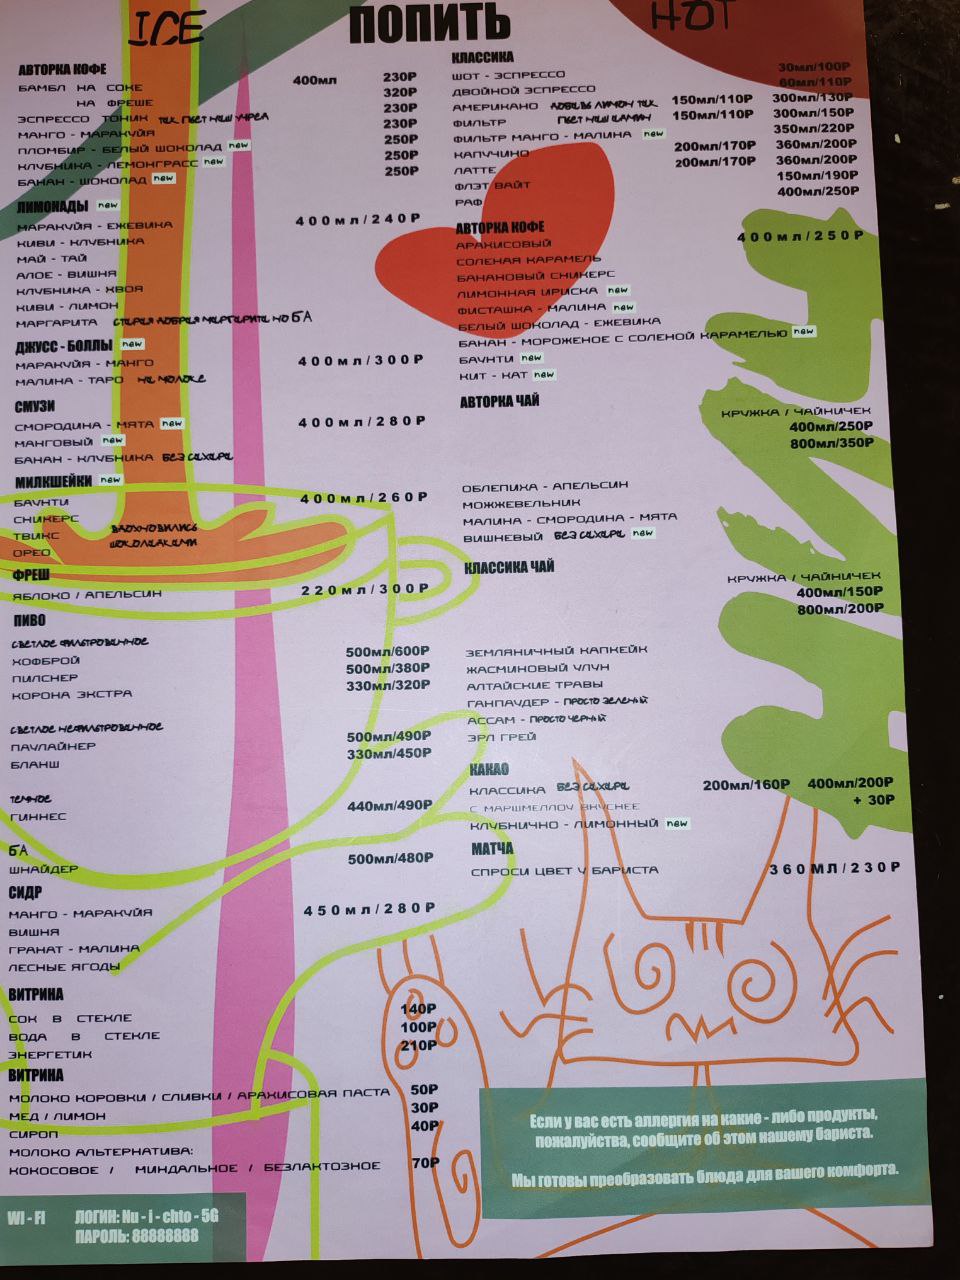 ICE
ПОПИТЬ
HOT
АВТОРКА КОФЕ
БАМБЛ НА СОКЕ 400мл 230Р
НА ФРЕШЕ 320Р
ЭСПРЕССО ТОНИК 230Р
МАНГО - МАРАКУЙЯ 230Р
ПЛОМБИР - БЕЛЫЙ ШОКОЛАД new 250Р
КЛУБНИКА - ЛЕМОНГРАСС new 250Р
БАНАН - ШОКОЛАД new 250Р
ЛИМОНАДЫ new
МАРАКУЙЯ - ЕЖЕВИКА 400мл/240Р
КИВИ - КЛУБНИКА
МАЙ - ТАЙ
АЛОЕ - ВИШНЯ
КЛУБНИКА - ХВОЯ
КИВИ - ЛИМОН
МАРГАРИТА СТАРАЯ ДОБРАЯ МАРГАРИТА НО БА
ДЖУСС - БОЛЛЫ new
МАРАКУЙЯ - МАНГО 400мл/300Р
МАЛИНА - ТАРО НА МОЛОКЕ
СМУЗИ
СМОРОДИНА - МЯТА new 400мл/280Р
МАНГОВЫЙ new
БАНАН - КЛУБНИКА БЕЗ САХАРА
МИЛКШЕЙКИ new
БАУНТИ 400мл/260Р
СНИКЕРС
ТВИКС ВДОХНОВИЛИСЬ
ОРЕО ШОКОЛАДКАМИ
ФРЕШ
ЯБЛОКО / АПЕЛЬСИН 220мл/300Р
ПИВО
СВЕТЛОЕ ФИЛЬТРОВАННОЕ
ХОФБРОЙ 500мл/600Р
ПИЛСНЕР 500мл/380Р
КОРОНА ЭКСТРА 330мл/320Р
СВЕТЛОЕ НЕФИЛЬТРОВАННОЕ
ПАУЛАЙНЕР 500мл/490Р
БЛАНШ 330мл/450Р
ТЕМНОЕ
ГИННЕС 440мл/490Р
БА
ШНАЙДЕР 500мл/480Р
СИДР
МАНГО - МАРАКУЙЯ 450мл/280Р
ВИШНЯ
ГРАНАТ - МАЛИНА
ЛЕСНЫЕ ЯГОДЫ
ВИТРИНА
СОК В СТЕКЛЕ 140Р
ВОДА В СТЕКЛЕ 100Р
ЭНЕРГЕТИК 210Р
ВИТРИНА
МОЛОКО КОРОВКИ / СЛИВКИ / АРАХИСОВАЯ ПАСТА 50Р
МЕД / ЛИМОН 30Р
СИРОП 40Р
МОЛОКО АЛЬТЕРНАТИВА:
КОКОСОВОЕ / МИНДАЛЬНОЕ / БЕЗЛАКТОЗНОЕ 70Р
WI - FI ЛОГИН: Nu - i - chto - 5G
ПАРОЛЬ: 88888888
КЛАССИКА
ШОТ - ЭСПРЕССО 30мл/100Р
ДВОЙНОЙ ЭСПРЕССО 60мл/110Р
АМЕРИКАНО 150мл/110Р 300мл/130Р
ФИЛЬТР 150мл/110Р 300мл/150Р
ФИЛЬТР МАНГО - МАЛИНА new 350мл/220Р
КАПУЧИНО 200мл/170Р 360мл/200Р
ЛАТТЕ 200мл/170Р 360мл/200Р
ФЛЭТ ВАЙТ 150мл/190Р
РАФ 400мл/250Р
АВТОРКА КОФЕ
АРАХИСОВЫЙ 400мл/250Р
СОЛЕНАЯ КАРАМЕЛЬ
БАНАНОВЫЙ СНИКЕРС
ЛИМОННАЯ ИРИСКА new
ФИСТАШКА - МАЛИНА new
БЕЛЫЙ ШОКОЛАД - ЕЖЕВИКА
БАНАН - МОРОЖЕНОЕ С СОЛЕНОЙ КАРАМЕЛЬЮ new
БАУНТИ new
КИТ - КАТ new
АВТОРКА ЧАЙ
КРУЖКА / ЧАЙНИЧЕК
400мл/250Р
800мл/350Р
ОБЛЕПИХА - АПЕЛЬСИН
МОЖЖЕВЕЛЬНИК
МАЛИНА - СМОРОДИНА - МЯТА
ВИШНЕВЫЙ БЕЗ САХАРА new
КЛАССИКА ЧАЙ
КРУЖКА / ЧАЙНИЧЕК
400мл/150Р
800мл/200Р
ЗЕМЛЯНИЧНЫЙ КАПКЕЙК
ЖАСМИНОВЫЙ УЛУН
АЛТАЙСКИЕ ТРАВЫ
ГАНПАУДЕР - ПРОСТО ЗЕЛЕНЫЙ
АССАМ - ПРОСТО ЧЕРНЫЙ
ЭРЛ ГРЕЙ
КАКАО
КЛАССИКА БЕЗ САХАРА 200мл/160Р 400мл/200Р
С МАРШМЕЛЛОУ ВКУСНЕЕ + 30Р
КЛУБНИЧНО - ЛИМОННЫЙ new
МАТЧА
СПРОСИ ЦВЕТ У БАРИСТА 360МЛ/230Р
Если у вас есть аллергия на какие - либо продукты,
пожалуйства, сообщите об этом нашему бариста.
Мы готовы преобразовать блюда для вашего комфорта.